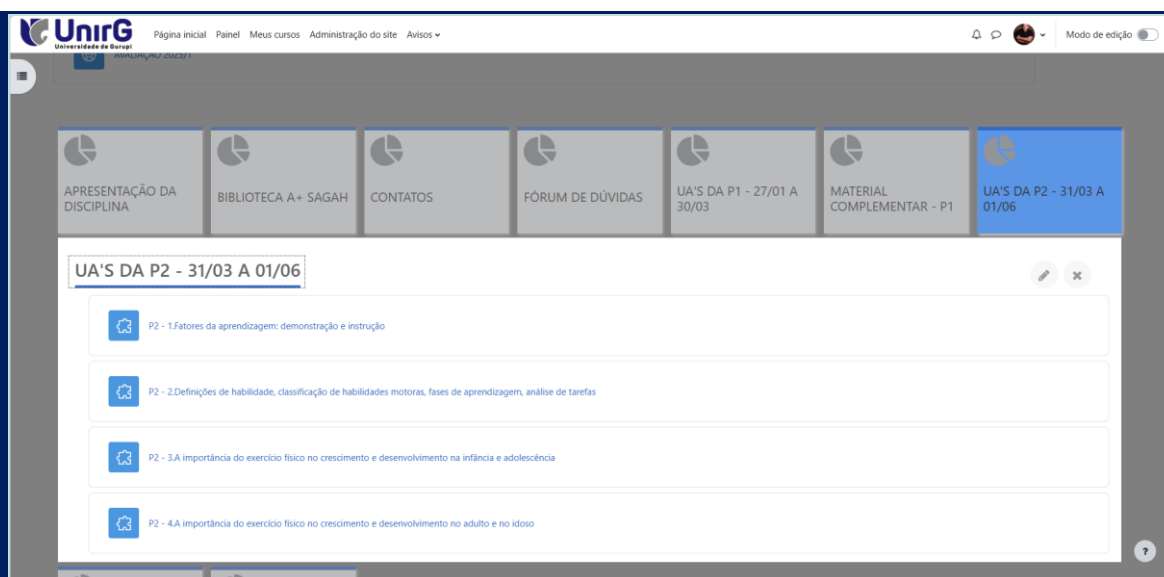 UnirG
Universidade de Gurupi
Página inicial Painel Meus cursos Administração do site Avisos
Modo de edição
AVALIAÇÃO 2025/1
APRESENTAÇÃO DA
DISCIPLINA
BIBLIOTECA A+ SAGAH
CONTATOS
FÓRUM DE DÚVIDAS
UA'S DA P1 - 27/01 A
30/03
MATERIAL
COMPLEMENTAR - P1
UA'S DA P2 - 31/03 A
01/06
UA'S DA P2 - 31/03 A 01/06
P2 - 1.Fatores da aprendizagem: demonstração e instrução
P2 - 2.Definições de habilidade, classificação de habilidades motoras, fases de aprendizagem, análise de tarefas
P2 - 3.A importância do exercício físico no crescimento e desenvolvimento na infância e adolescência
P2 - 4.A importância do exercício físico no crescimento e desenvolvimento no adulto e no idoso
?